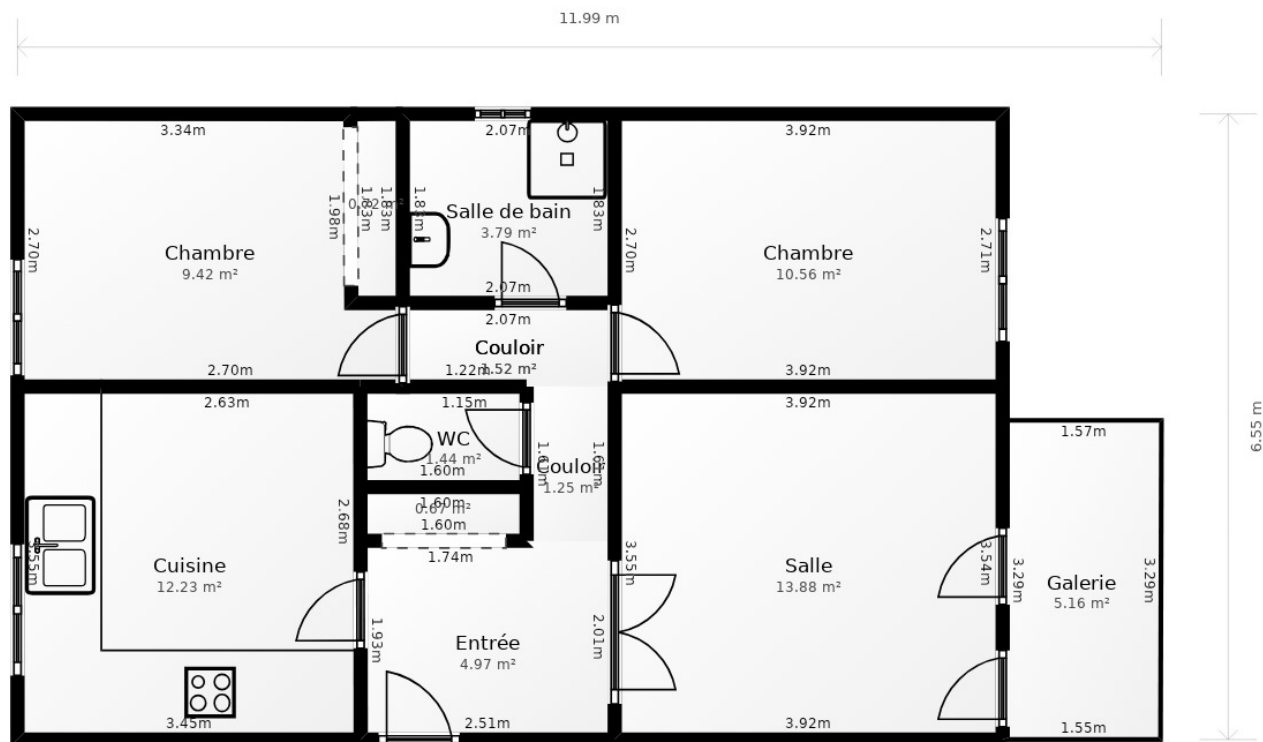 11.99 m
3.34m
2.07m
3.92m
2.70m
1.98m
1.83m
1.83m
1.83m
2.70m
2.71m
Chambre
9.42 m²
Salle de bain
3.79 m²
Chambre
10.56 m²
2.07m
2.07m
Couloir
1.52 m²
2.70m
1.22m
3.92m
2.63m
1.15m
3.92m
WC
1.44 m²
1.60m
Couloir
1.25 m²
1.60m
0.67 m²
1.60m
1.74m
2.68m
3.55m
3.55m
3.54m
3.29m
3.29m
1.57m
6.55 m
Cuisine
12.23 m²
Salle
13.88 m²
Galerie
5.16 m²
Entrée
4.97 m²
1.93m
2.01m
3.45m
2.51m
3.92m
1.55m